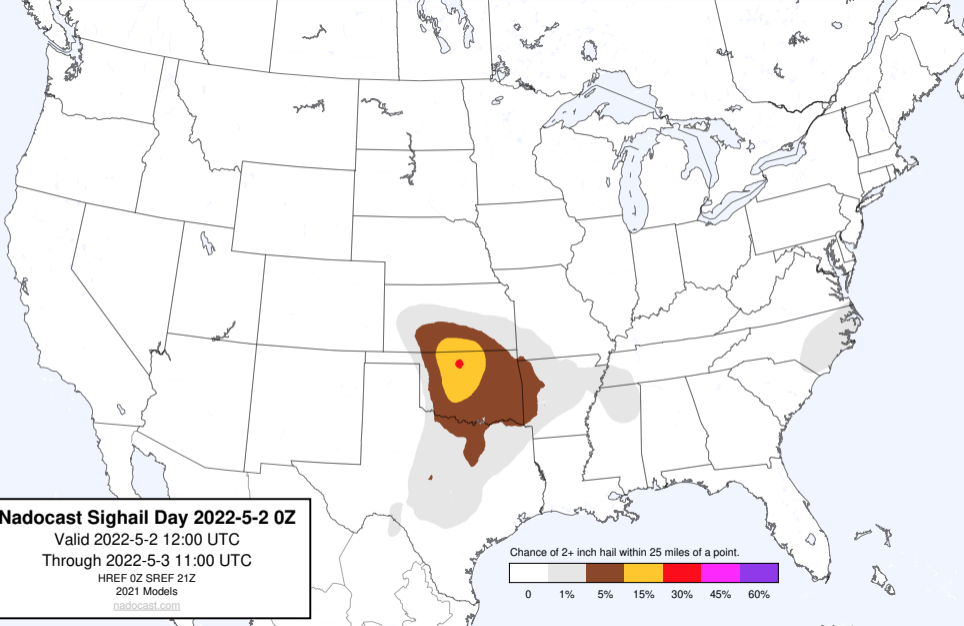 Nadocast Sighail Day 2022-5-2 0Z
Valid 2022-5-2 12:00 UTC
Through 2022-5-3 11:00 UTC
HREF 0Z SREF 21Z
2021 Models
nadocast.com
Chance of 2+ inch hail within 25 miles of a point.
0 1% 5% 15% 30% 45% 60%